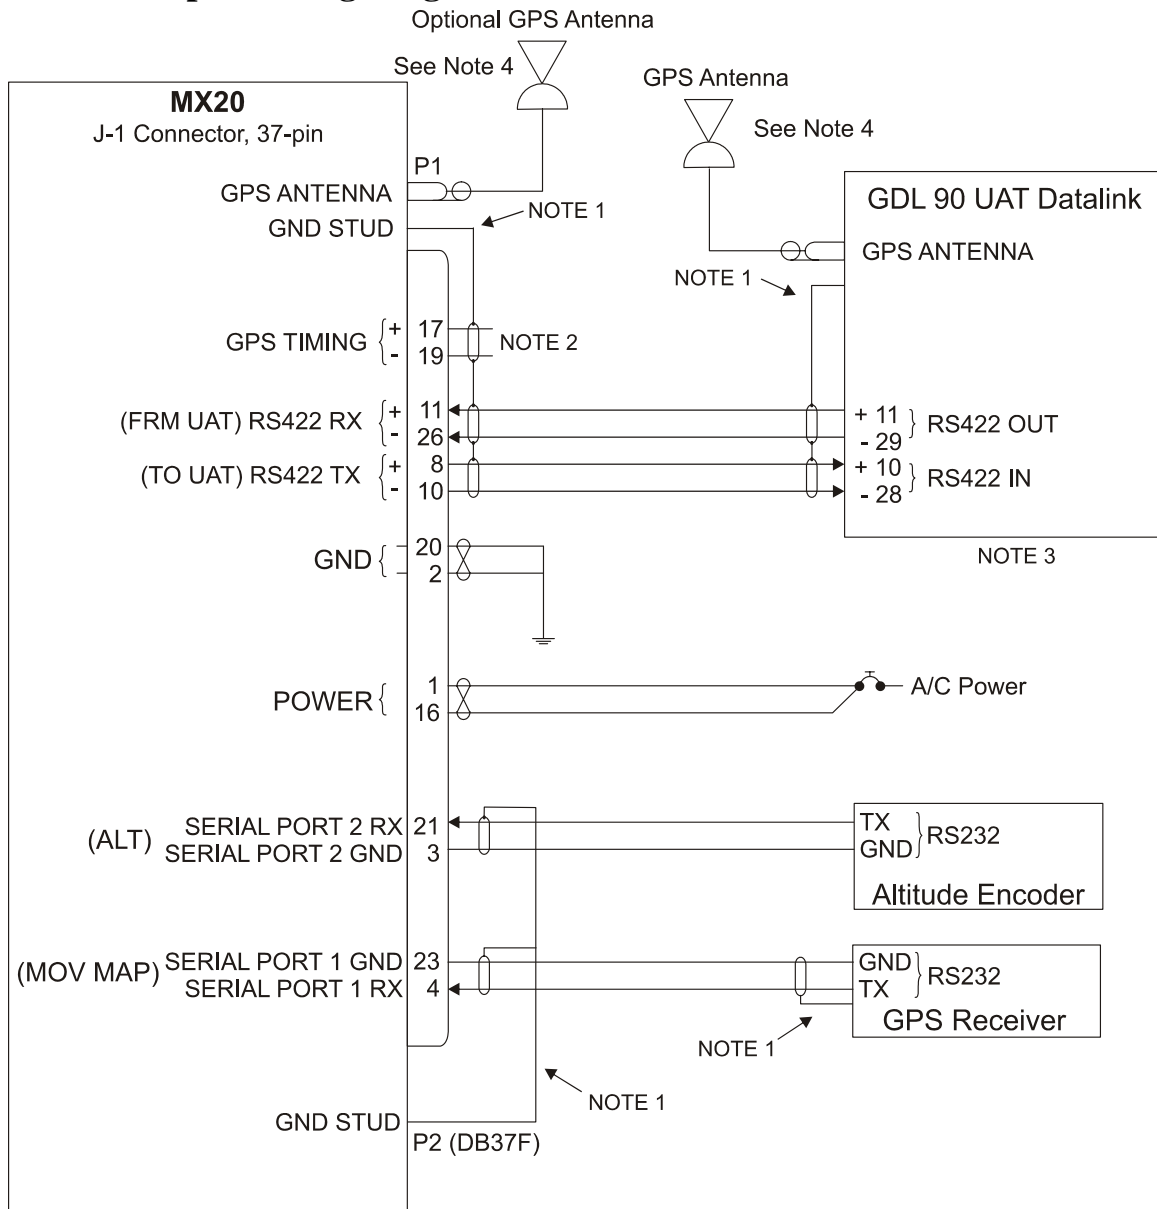 Optional GPS Antenna
See Note 4
GPS Antenna
See Note 4
MX20
J-1 Connector, 37-pin
P1
GPS ANTENNA
NOTE 1
GND STUD
GDL 90 UAT Datalink
GPS ANTENNA
NOTE 1
GPS TIMING { + 17
- 19
NOTE 2
(FRM UAT) RS422 RX { + 11
- 26
+ 11 } RS422 OUT
- 29
(TO UAT) RS422 TX { + 8
- 10
+ 10 } RS422 IN
- 28
NOTE 3
GND { 20
2
POWER { 1
16
A/C Power
(ALT)
SERIAL PORT 2 RX 21
SERIAL PORT 2 GND 3
TX
GND } RS232
Altitude Encoder
(MOV MAP)
SERIAL PORT 1 GND 23
SERIAL PORT 1 RX 4
GND
TX } RS232
GPS Receiver
NOTE 1
NOTE 1
GND STUD
P2 (DB37F)